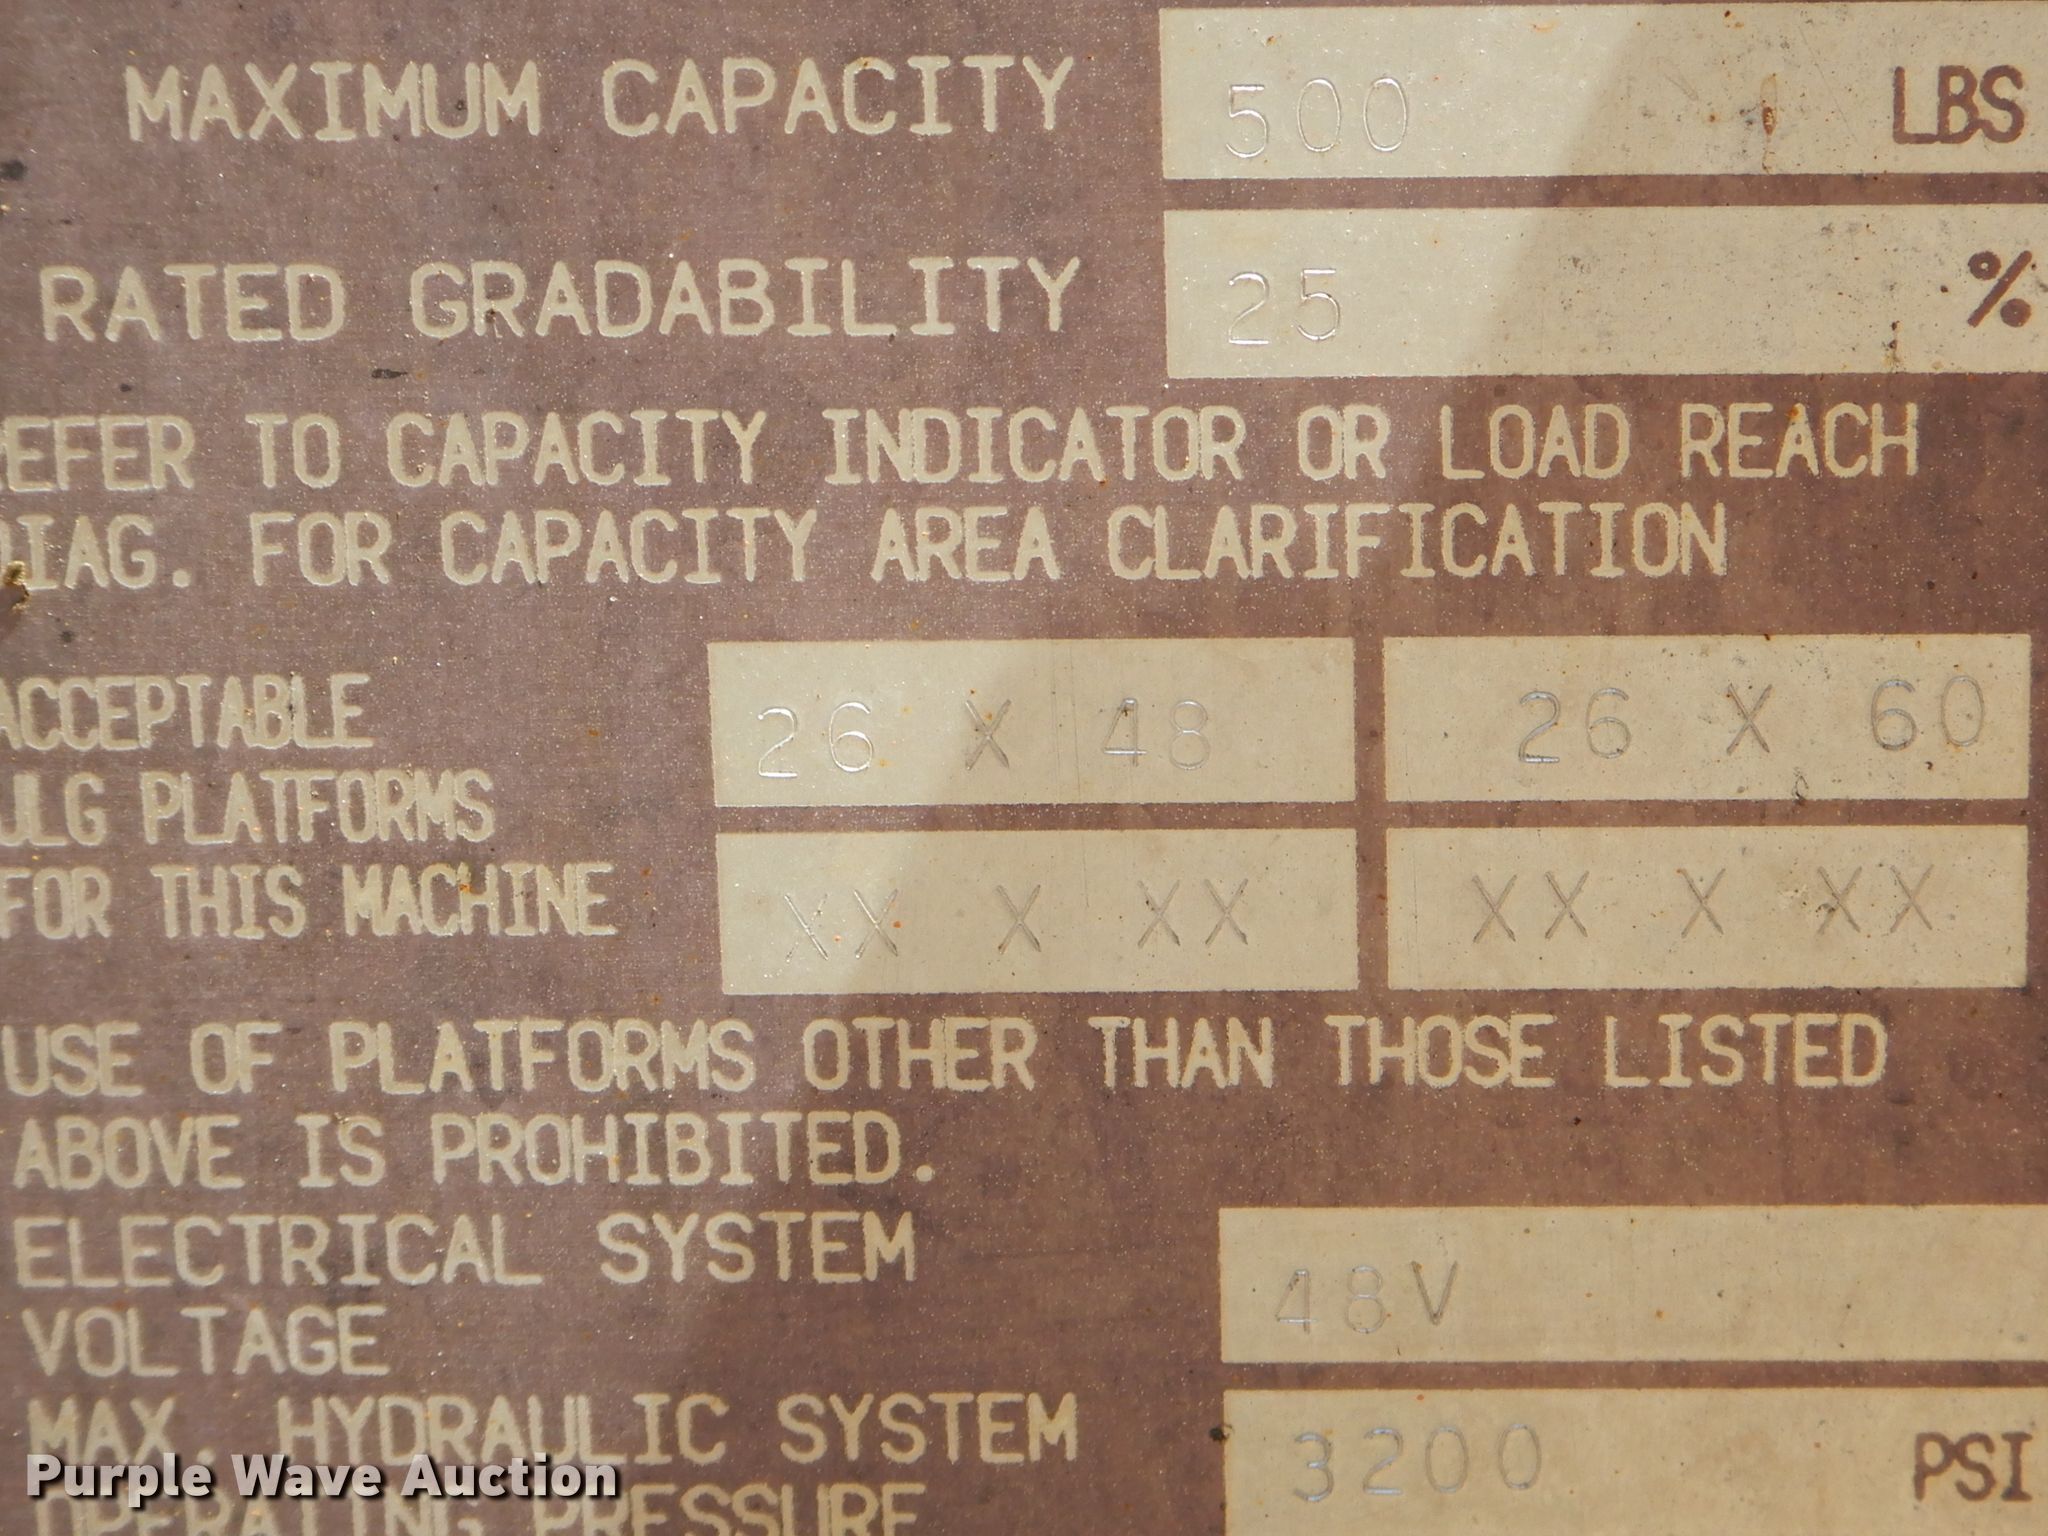 MAXIMUM CAPACITY 500 LBS
RATED GRADABILITY 25 %
REFER TO CAPACITY INDICATOR OR LOAD REACH
DIAG. FOR CAPACITY AREA CLARIFICATION
ACCEPTABLE 26 X 48 26 X 60
JLG PLATFORMS
FOR THIS MACHINE XX X XX XX X XX
USE OF PLATFORMS OTHER THAN THOSE LISTED
ABOVE IS PROHIBITED.
ELECTRICAL SYSTEM
VOLTAGE 48V
MAX. HYDRAULIC SYSTEM 3200 PSI
OPERATING PRESSURE
Purple Wave Auction